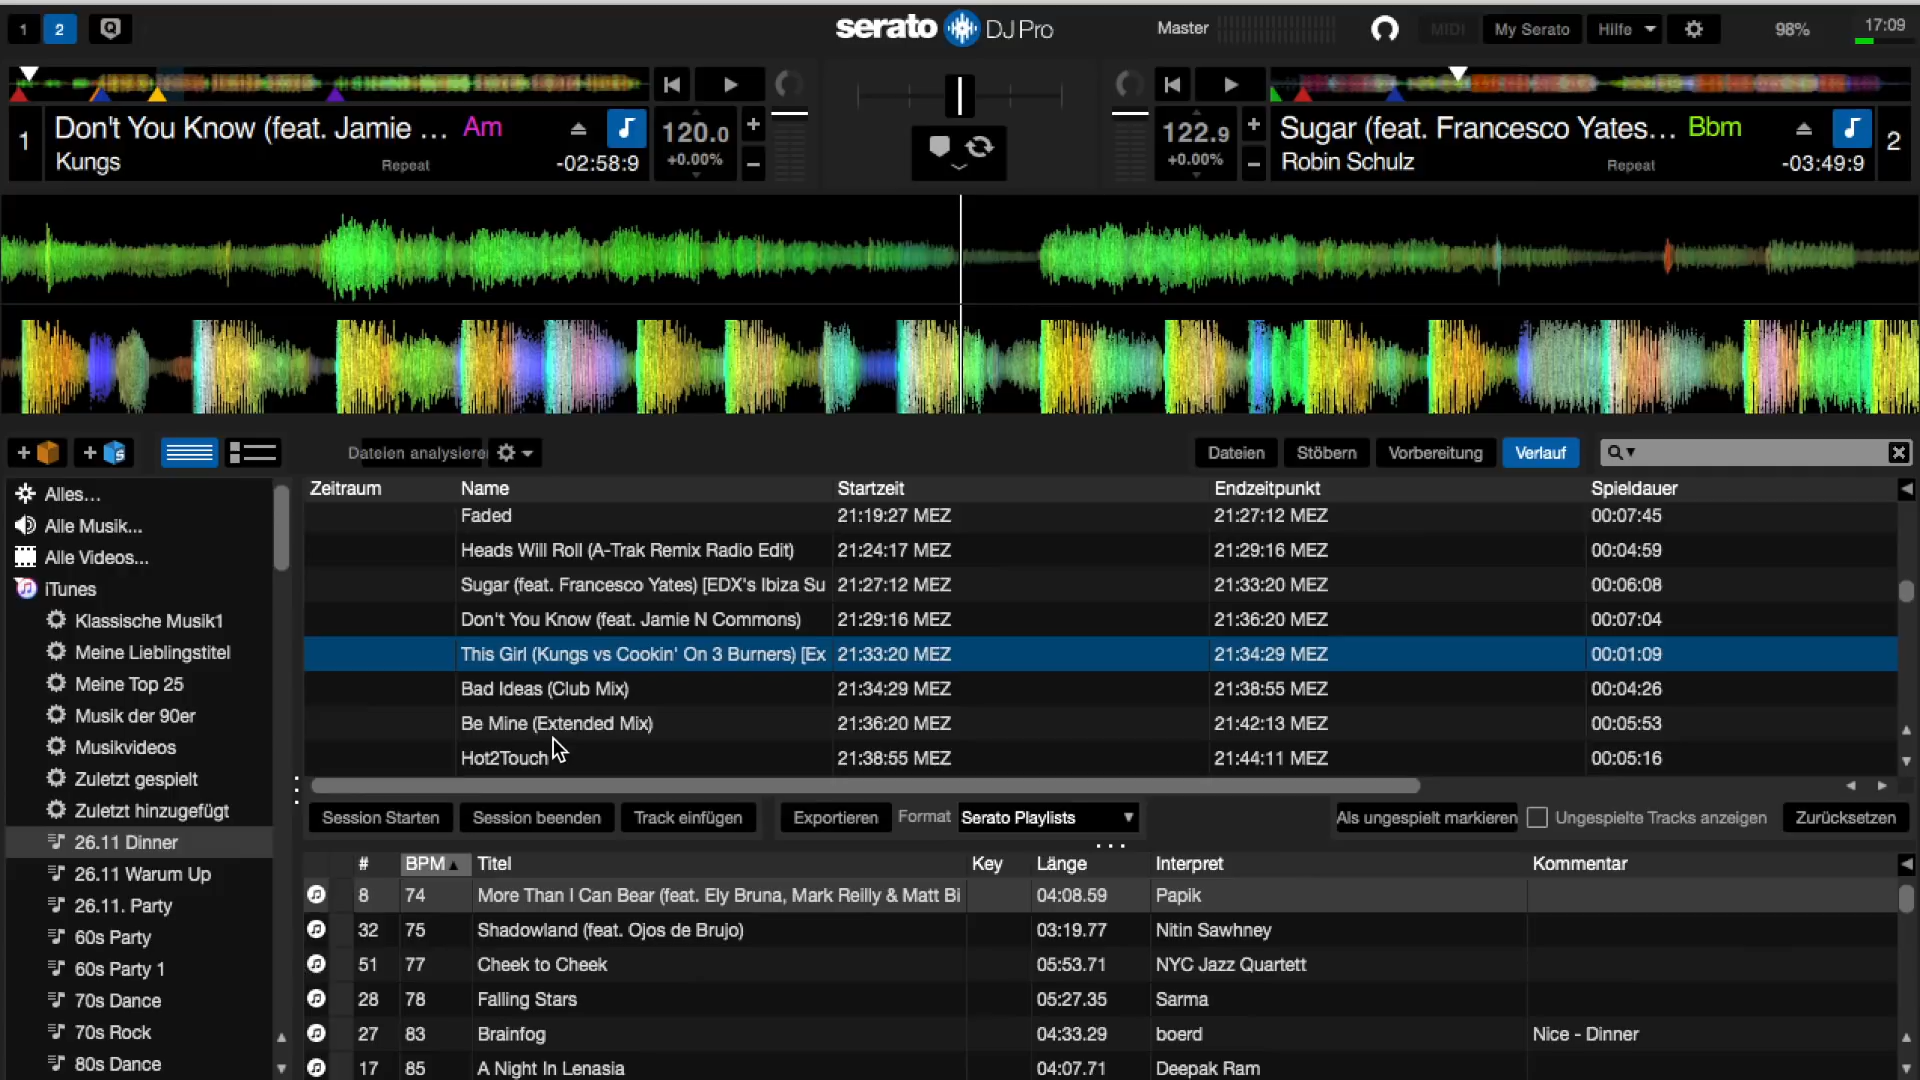 1 2 serato DJ Pro Master MIDI My Serato Hilfe 98% 17:09
1 Don't You Know (feat. Jamie ... Am
Kungs Repeat -02:58:9
120.0
+0.00%
122.9
+0.00%
Sugar (feat. Francesco Yates... Bbm 2
Robin Schulz Repeat -03:49:9
Dateien analysieren Dateien Stöbern Vorbereitung Verlauf
Alles...
Alle Musik...
Alle Videos...
iTunes
Klassische Musik1
Meine Lieblingstitel
Meine Top 25
Musik der 90er
Musikvideos
Zuletzt gespielt
Zuletzt hinzugefügt
26.11 Dinner
26.11 Warum Up
26.11. Party
60s Party
60s Party 1
70s Dance
70s Rock
80s Dance
Zeitraum Name Startzeit Endzeitpunkt Spieldauer
Faded 21:19:27 MEZ 21:27:12 MEZ 00:07:45
Heads Will Roll (A-Trak Remix Radio Edit) 21:24:17 MEZ 21:29:16 MEZ 00:04:59
Sugar (feat. Francesco Yates) [EDX's Ibiza Su 21:27:12 MEZ 21:33:20 MEZ 00:06:08
Don't You Know (feat. Jamie N Commons) 21:29:16 MEZ 21:36:20 MEZ 00:07:04
This Girl (Kungs vs Cookin' On 3 Burners) [Ex 21:33:20 MEZ 21:34:29 MEZ 00:01:09
Bad Ideas (Club Mix) 21:34:29 MEZ 21:38:55 MEZ 00:04:26
Be Mine (Extended Mix) 21:36:20 MEZ 21:42:13 MEZ 00:05:53
Hot2Touch 21:38:55 MEZ 21:44:11 MEZ 00:05:16
Session Starten Session beenden Track einfügen Exportieren Format Serato Playlists Als ungespielt markieren Ungespielte Tracks anzeigen Zurücksetzen
# BPM Titel Key Länge Interpret Kommentar
8 74 More Than I Can Bear (feat. Ely Bruna, Mark Reilly & Matt Bi 04:08.59 Papik
32 75 Shadowland (feat. Ojos de Brujo) 03:19.77 Nitin Sawhney
51 77 Cheek to Cheek 05:53.71 NYC Jazz Quartett
28 78 Falling Stars 05:27.35 Sarma
27 83 Brainfog 04:33.29 boerd Nice - Dinner
17 85 A Night In Lenasia 04:07.71 Deepak Ram